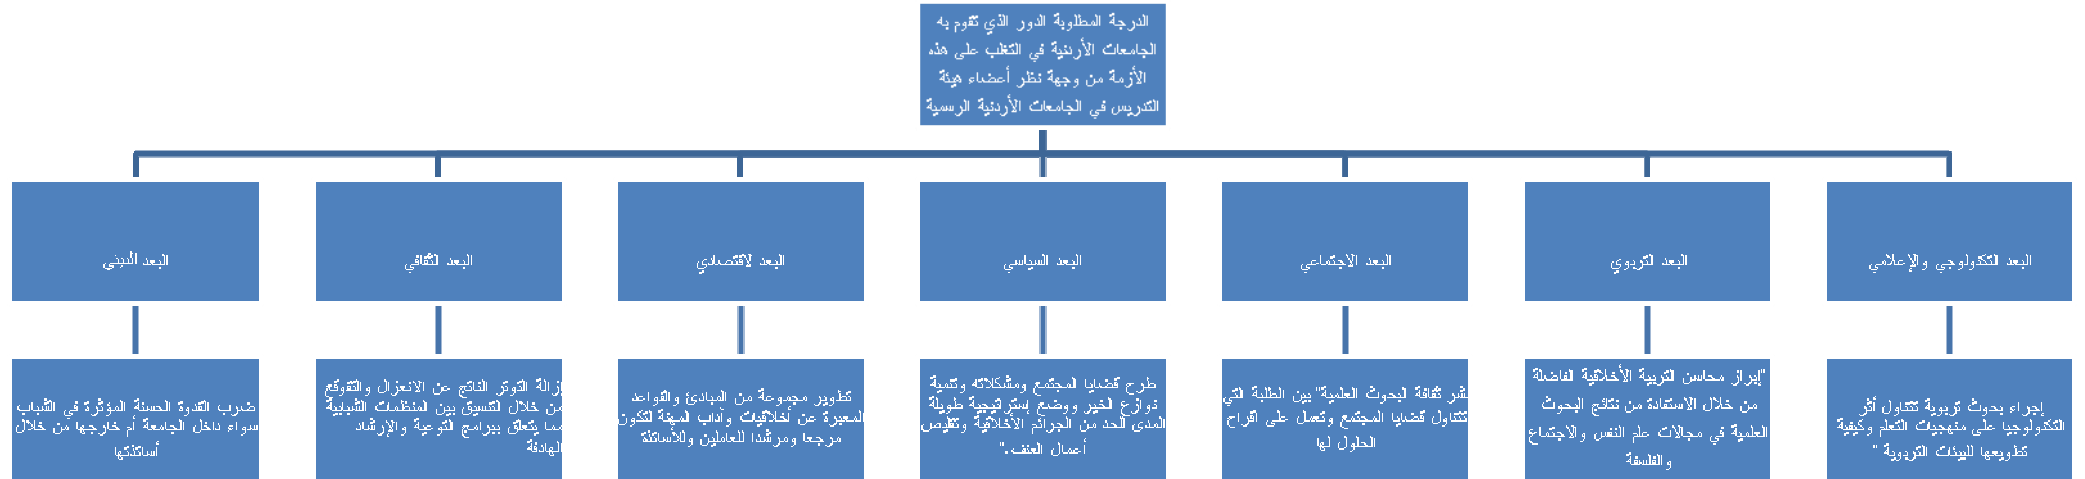 الدرجة المطلوبة الدور الذي تقوم به
الجامعات الأردنية في التغلب على هذه
الأزمة من وجهة نظر أعضاء هيئة
التدريس في الجامعات الأردنية الرسمية
البعد التكنولوجي والإعلامي
البعد التربوي
البعد الاجتماعي
البعد السياسي
البعد لاقتصادي
البعد الثقافي
البعد الديني
إجراء بحوث تربوية تتناول أثر
التكنولوجيا على منهجيات التعلم وكيفية
تطويعها للبيئات التربوية "
"إبراز محاسن التربية الأخلاقية الفاضلة
من خلال الاستفادة من نتائج البحوث
العلمية في مجالات علم النفس والاجتماع
والفلسفة
نشر ثقافة البحوث العلمية" بين الطلبة التي
تتناول قضايا المجتمع وتعمل على اقراح
الحلول لها
طرح قضايا المجتمع ومشكلاته وتنمية
نوازع الخير ووضع إستراتيجية طويلة
المدى للحد من الجرائم الأخلاقية وتقليص
أعمال العنف."
تطوير مجموعة من المبادئ والقواعد
المعبرة عن أخلاقيات وآداب المهنة لتكون
مرجعا ومرشدا للعاملين وللأساتذة
إزالة التوتر الناتج عن الانعزال والتقوقع
من خلال لتنسيق بين المنظمات الشبابية
مما يتعلق ببرامج التوعية والإرشاد
الهادفة
ضرب القدوة الحسنة المؤثرة في الشباب
سواء داخل الجامعة أم خارجها من خلال
أساتذتها